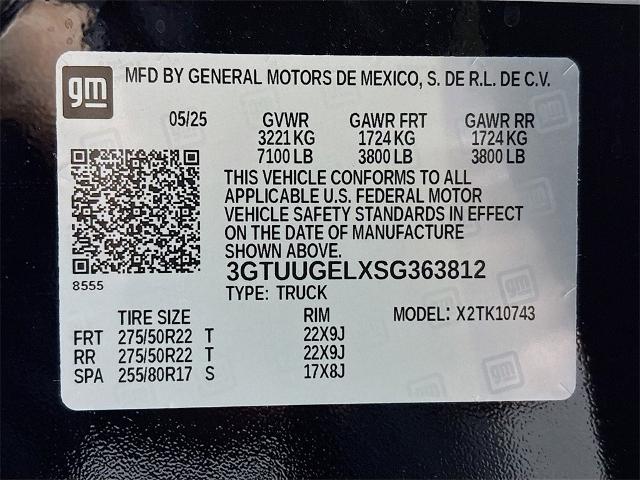 gm MFD BY GENERAL MOTORS DE MEXICO, S. DE R.L. DE C.V.
05/25 GVWR GAWR FRT GAWR RR
3221 KG 1724 KG 1724 KG
7100 LB 3800 LB 3800 LB
THIS VEHICLE CONFORMS TO ALL
APPLICABLE U.S. FEDERAL MOTOR
VEHICLE SAFETY STANDARDS IN EFFECT
ON THE DATE OF MANUFACTURE
SHOWN ABOVE.
3GTUUGELXSG363812
8555
TYPE: TRUCK
TIRE SIZE RIM MODEL: X2TK10743
FRT 275/50R22 T 22X9J
RR 275/50R22 T 22X9J
SPA 255/80R17 S 17X8J